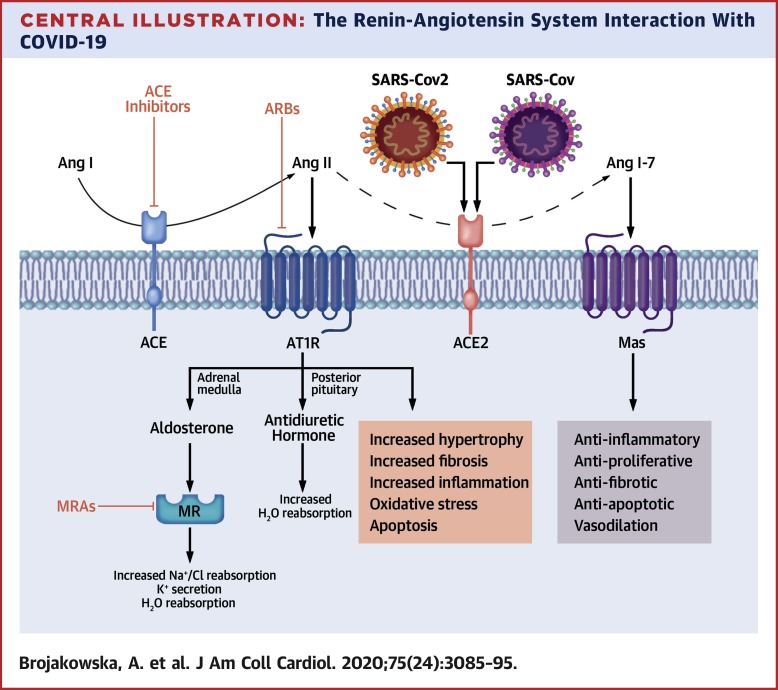 CENTRAL ILLUSTRATION: The Renin-Angiotensin System Interaction With
COVID-19
SARS-Cov2
SARS-Cov
ACE
Inhibitors
ARBs
Ang I
Ang II
Ang I-7
ACE
AT1R
ACE2
Mas
Adrenal
medulla
Posterior
pituitary
Aldosterone
Antidiuretic
Hormone
Increased hypertrophy
Increased fibrosis
Increased inflammation
Oxidative stress
Apoptosis
Anti-inflammatory
Anti-proliferative
Anti-fibrotic
Anti-apoptotic
Vasodilation
MRAs
MR
Increased
H₂O reabsorption
Increased Na⁺/Cl reabsorption
K⁺ secretion
H₂O reabsorption
Brojakowska, A. et al. J Am Coll Cardiol. 2020;75(24):3085–95.